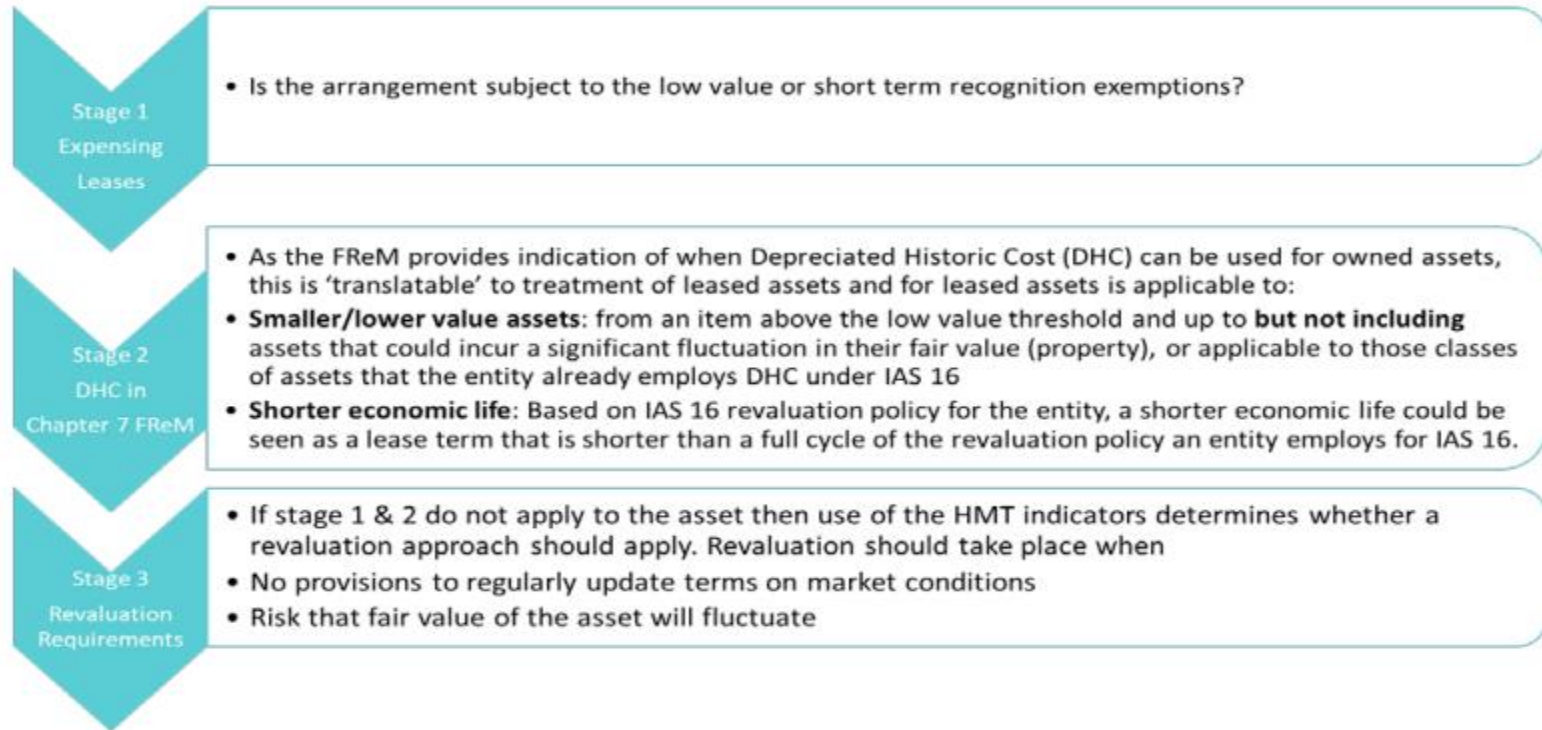 Stage 1
Expensing
Leases
• Is the arrangement subject to the low value or short term recognition exemptions?
Stage 2
DHC in
Chapter 7 FReM
• As the FReM provides indication of when Depreciated Historic Cost (DHC) can be used for owned assets,
this is ‘translatable’ to treatment of leased assets and for leased assets is applicable to:
• Smaller/lower value assets: from an item above the low value threshold and up to but not including
assets that could incur a significant fluctuation in their fair value (property), or applicable to those classes
of assets that the entity already employs DHC under IAS 16
• Shorter economic life: Based on IAS 16 revaluation policy for the entity, a shorter economic life could be
seen as a lease term that is shorter than a full cycle of the revaluation policy an entity employs for IAS 16.
Stage 3
Revaluation
Requirements
• If stage 1 & 2 do not apply to the asset then use of the HMT indicators determines whether a
revaluation approach should apply. Revaluation should take place when
• No provisions to regularly update terms on market conditions
• Risk that fair value of the asset will fluctuate